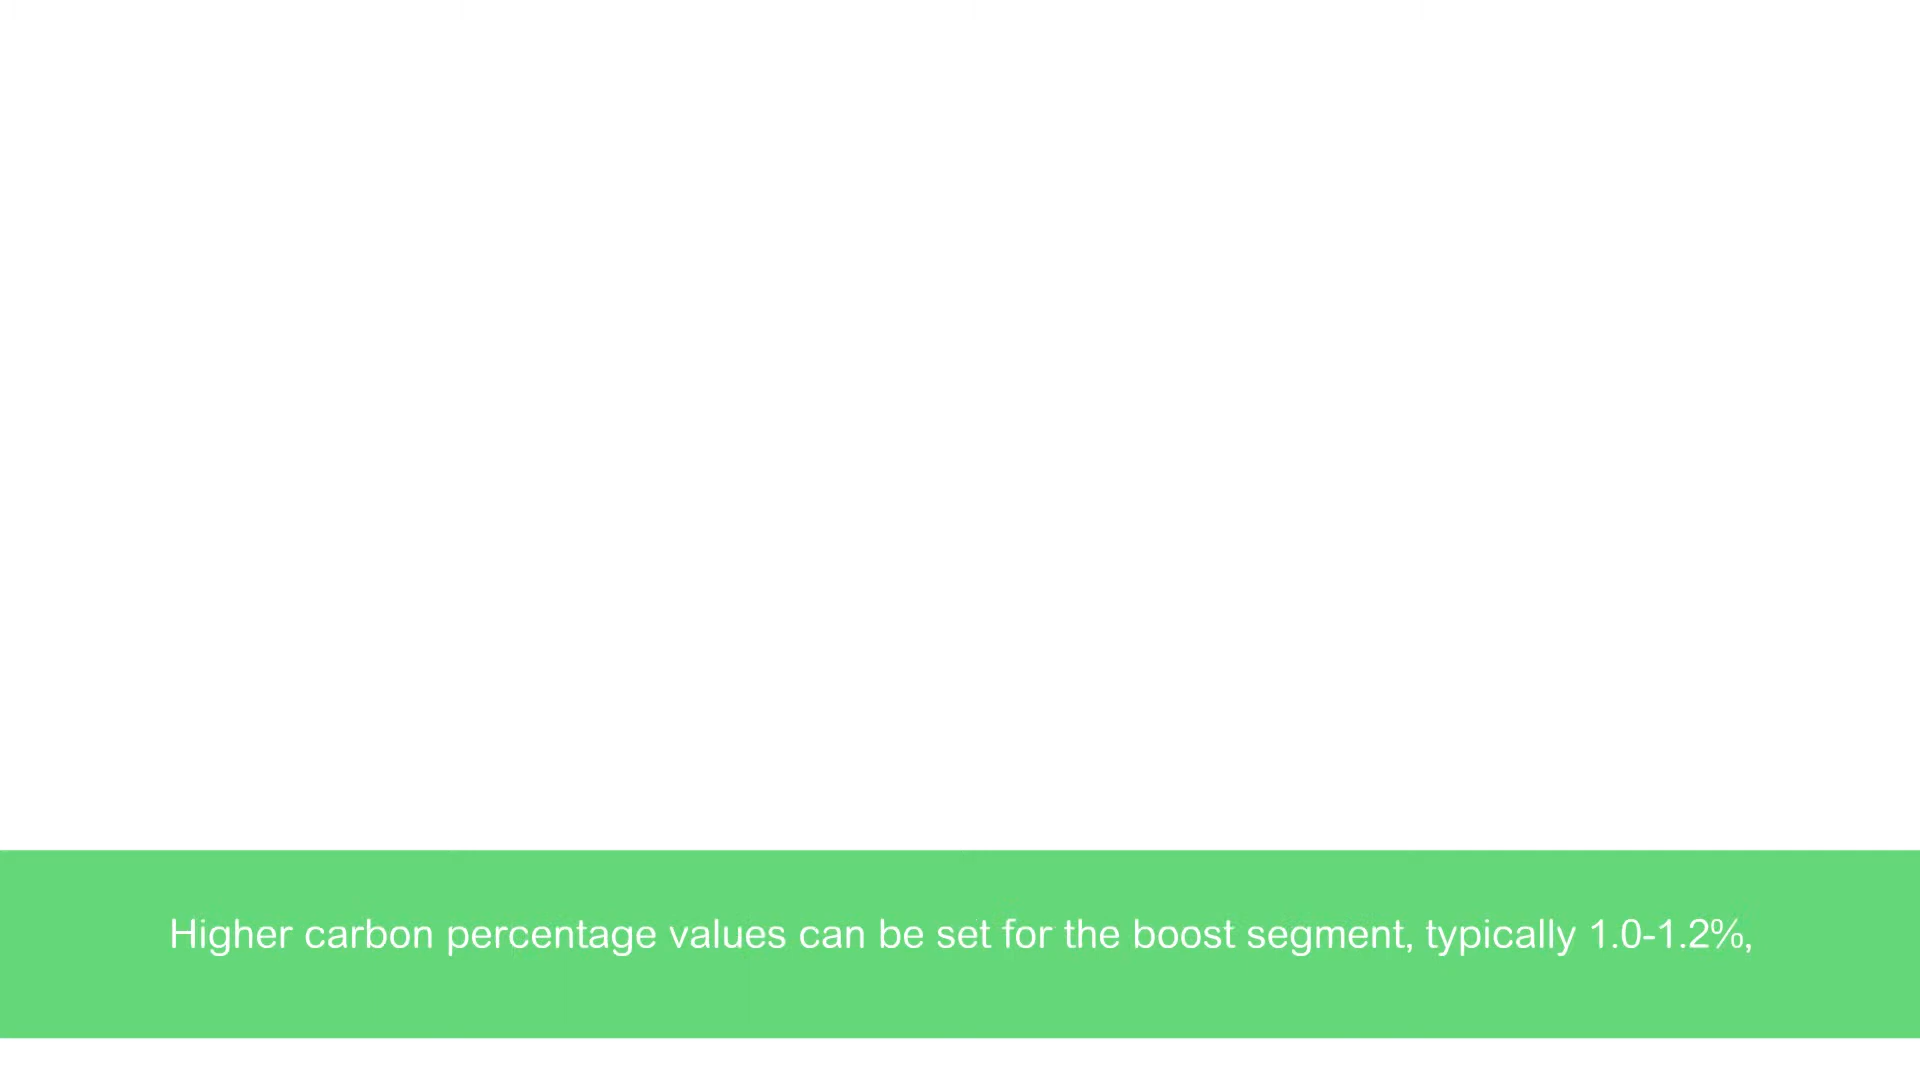 Higher carbon percentage values can be set for the boost segment, typically 1.0-1.2%,